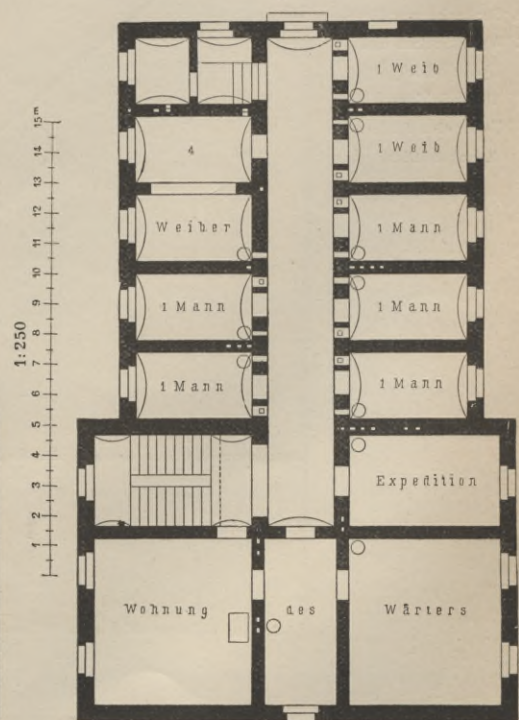 1 Weib
15m
14
13
12
11
10
9
8
7
6
5
4
3
2
1
1:250
4
Weiber
1 Weib
1 Mann
1 Mann
1 Mann
1 Mann
1 Mann
Expedition
Wohnung des Wärters